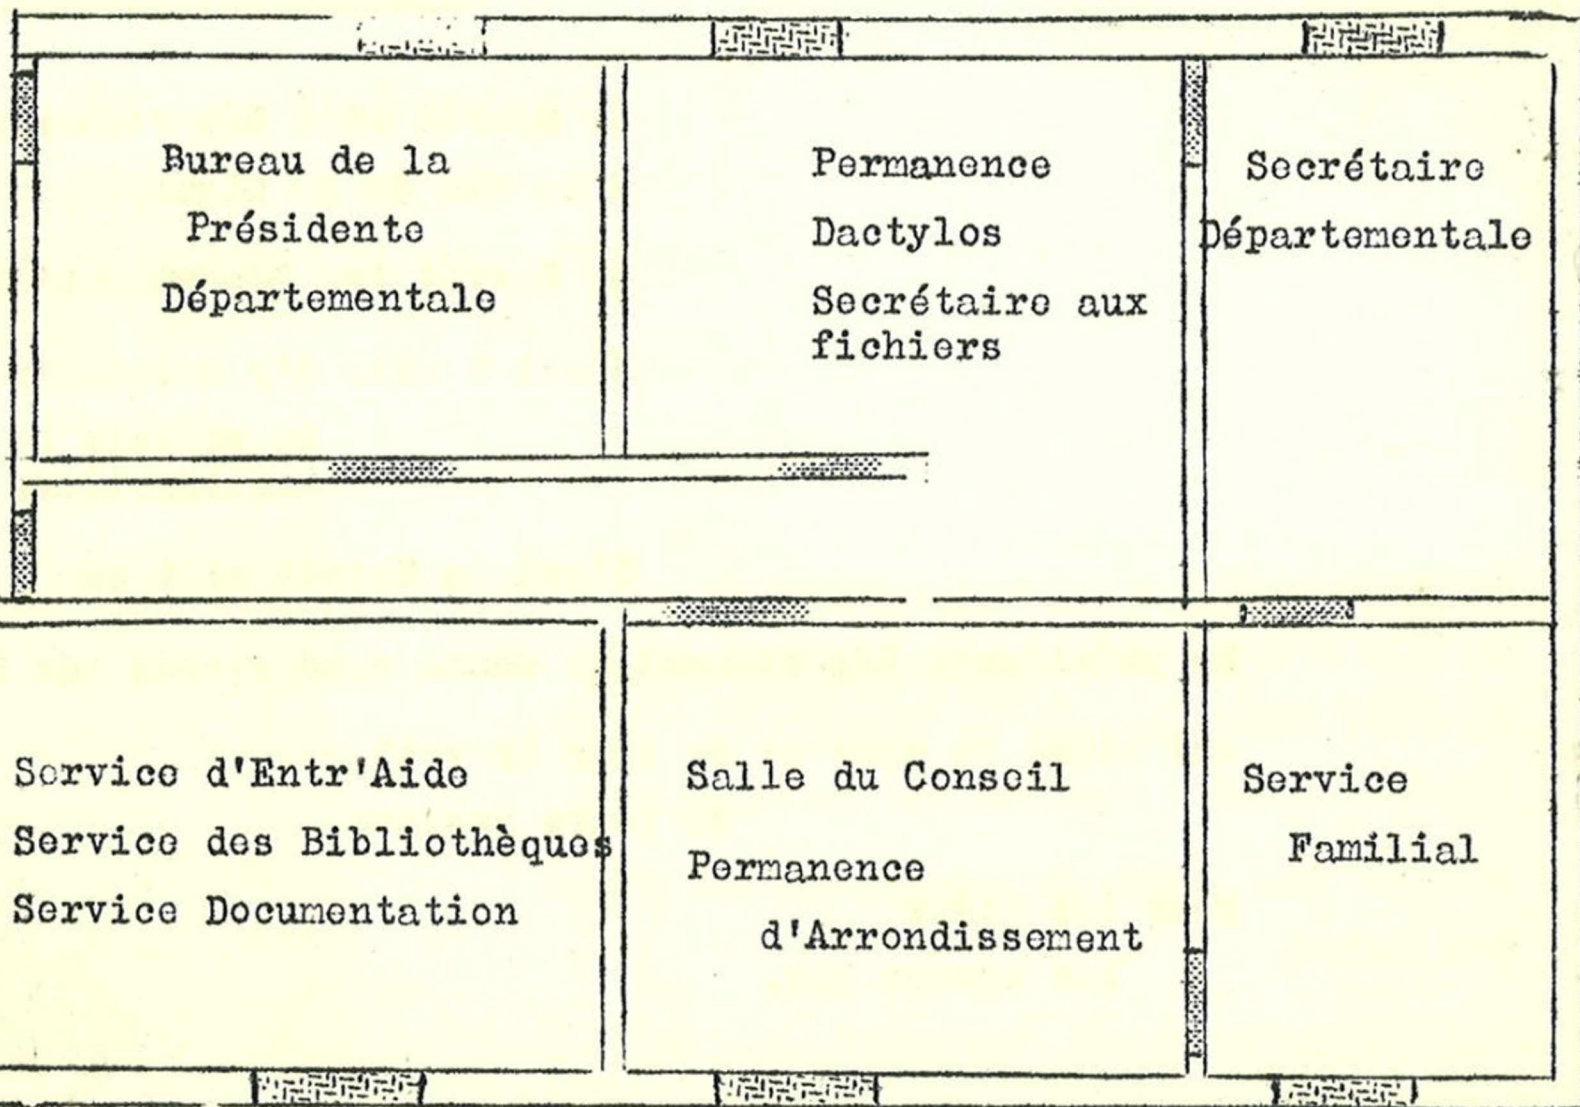 Bureau de la
Présidente
Départementale
Permanence
Dactylos
Secrétaire aux
fichiers
Secrétaire
Départementale
Service d'Entr'Aide
Service des Bibliothèques
Service Documentation
Salle du Conseil
Permanence
d'Arrondissement
Service
Familial